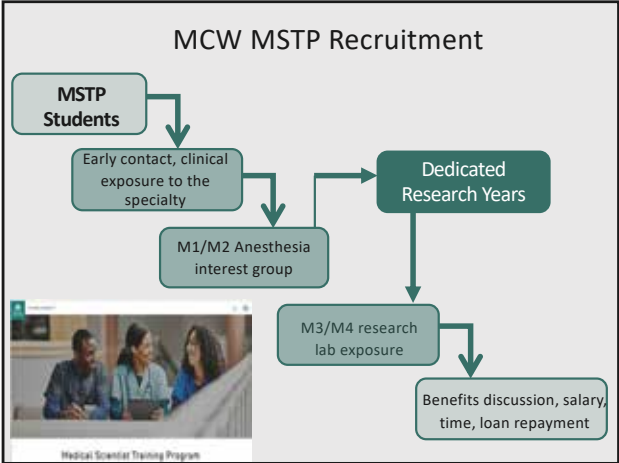 MCW MSTP Recruitment
MSTP
Students
Early contact, clinical
exposure to the
specialty
M1/M2 Anesthesia
interest group
Dedicated
Research Years
M3/M4 research
lab exposure
Benefits discussion, salary,
time, loan repayment
Medical Scientist Training Program